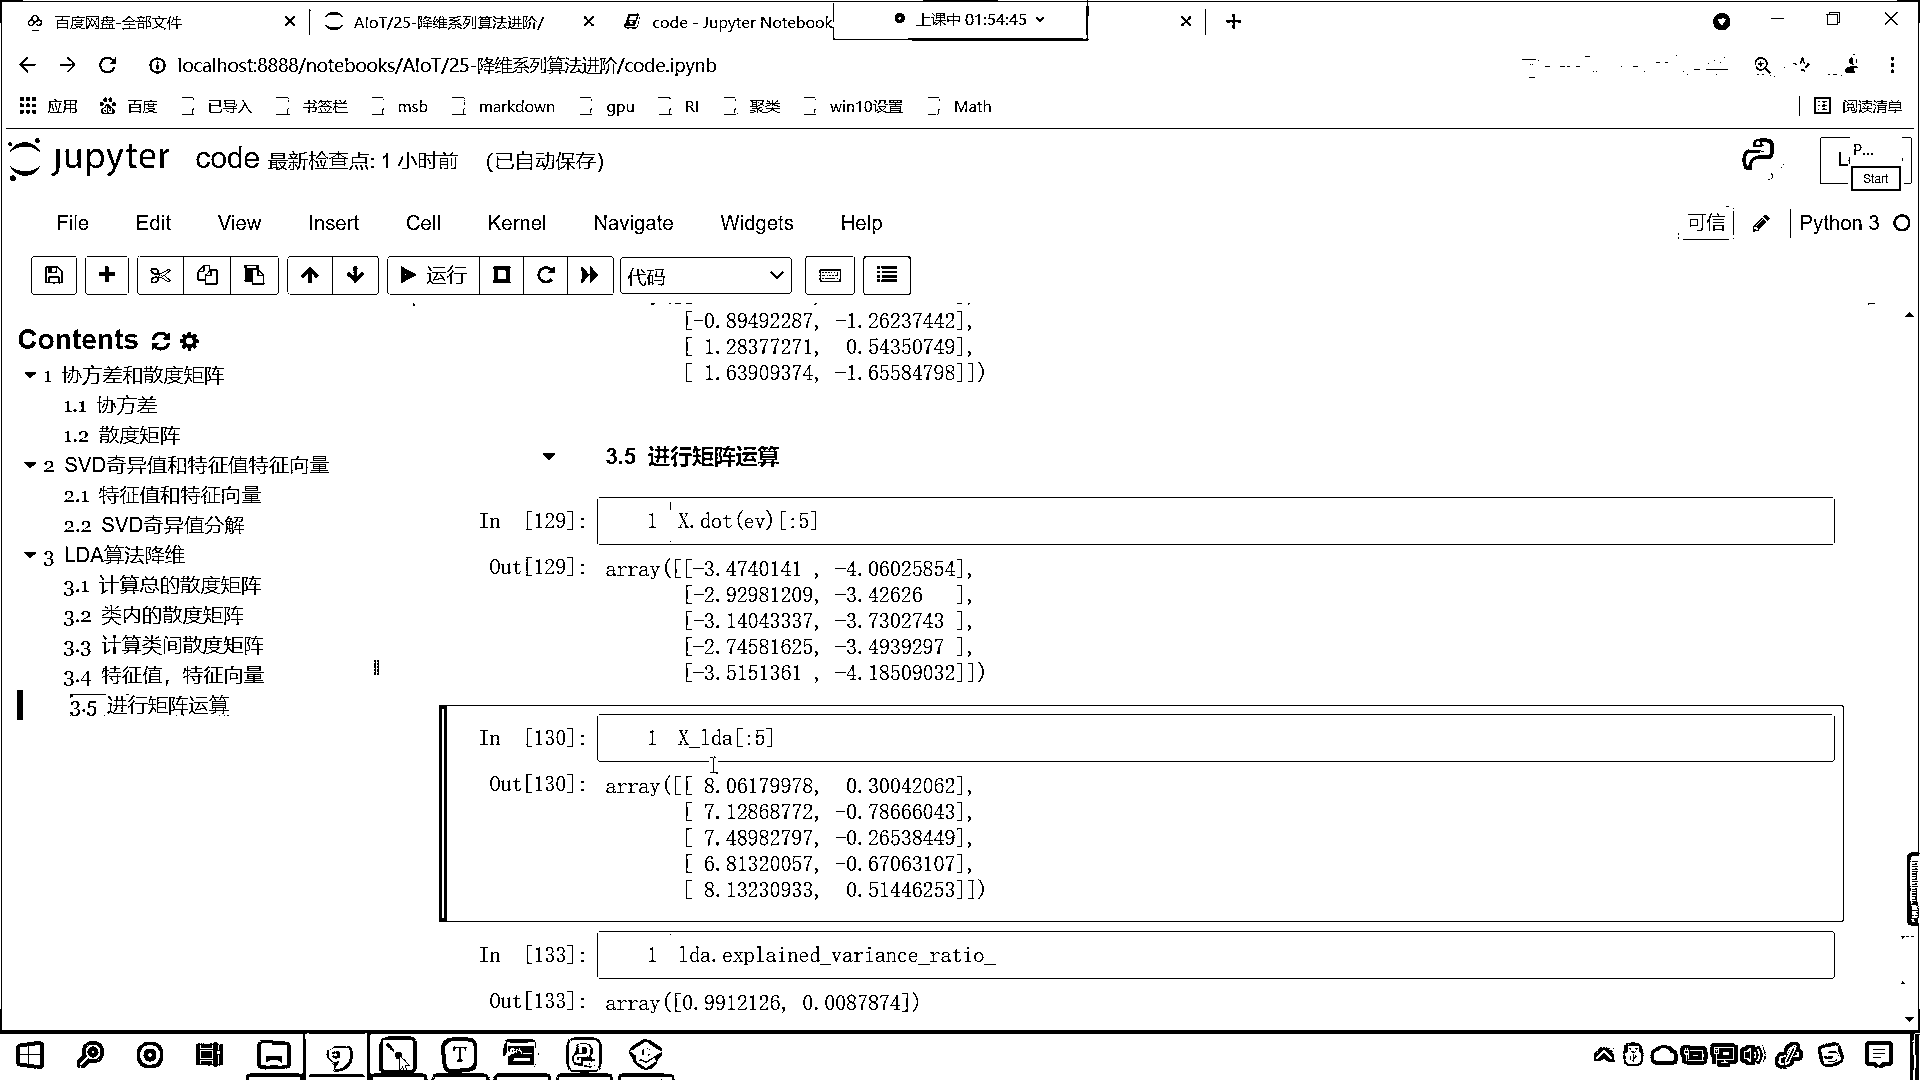 百度网盘-全部文件
AIoT/25-降维系列算法进阶/
code - Jupyter Notebook
上课中 01:54:45
localhost:8888/notebooks/AIoT/25-降维系列算法进阶/code.ipynb
应用 百度 已导入 书签栏 msb markdown gpu RI 聚类 win10设置 Math 阅读清单
jupyter code 最新检查点: 1 小时前 (已自动保存)
P...
Start
File Edit View Insert Cell Kernel Navigate Widgets Help 可信 Python 3
运行 代码
[-0.89492287, -1.26237442],
[ 1.28377271, 0.54350749],
[ 1.63909374, -1.65584798]])
Contents
1 协方差和散度矩阵
1.1 协方差
1.2 散度矩阵
2 SVD奇异值和特征值特征向量
2.1 特征值和特征向量
2.2 SVD奇异值分解
3 LDA算法降维
3.1 计算总的散度矩阵
3.2 类内的散度矩阵
3.3 计算类间散度矩阵
3.4 特征值，特征向量
3.5 进行矩阵运算
3.5 进行矩阵运算
In [129]: 1 X.dot(ev)[:5]
Out[129]: array([[-3.4740141 , -4.06025854],
[-2.92981209, -3.42626   ],
[-3.14043337, -3.7302743 ],
[-2.74581625, -3.4939297 ],
[-3.5151361 , -4.18509032]])
In [130]: 1 X_lda[:5]
Out[130]: array([[ 8.06179978, 0.30042062],
[ 7.12868772, -0.78666043],
[ 7.48982797, -0.26538449],
[ 6.81320057, -0.67063107],
[ 8.13230933, 0.51446253]])
In [133]: 1 lda.explained_variance_ratio_
Out[133]: array([0.9912126, 0.0087874])